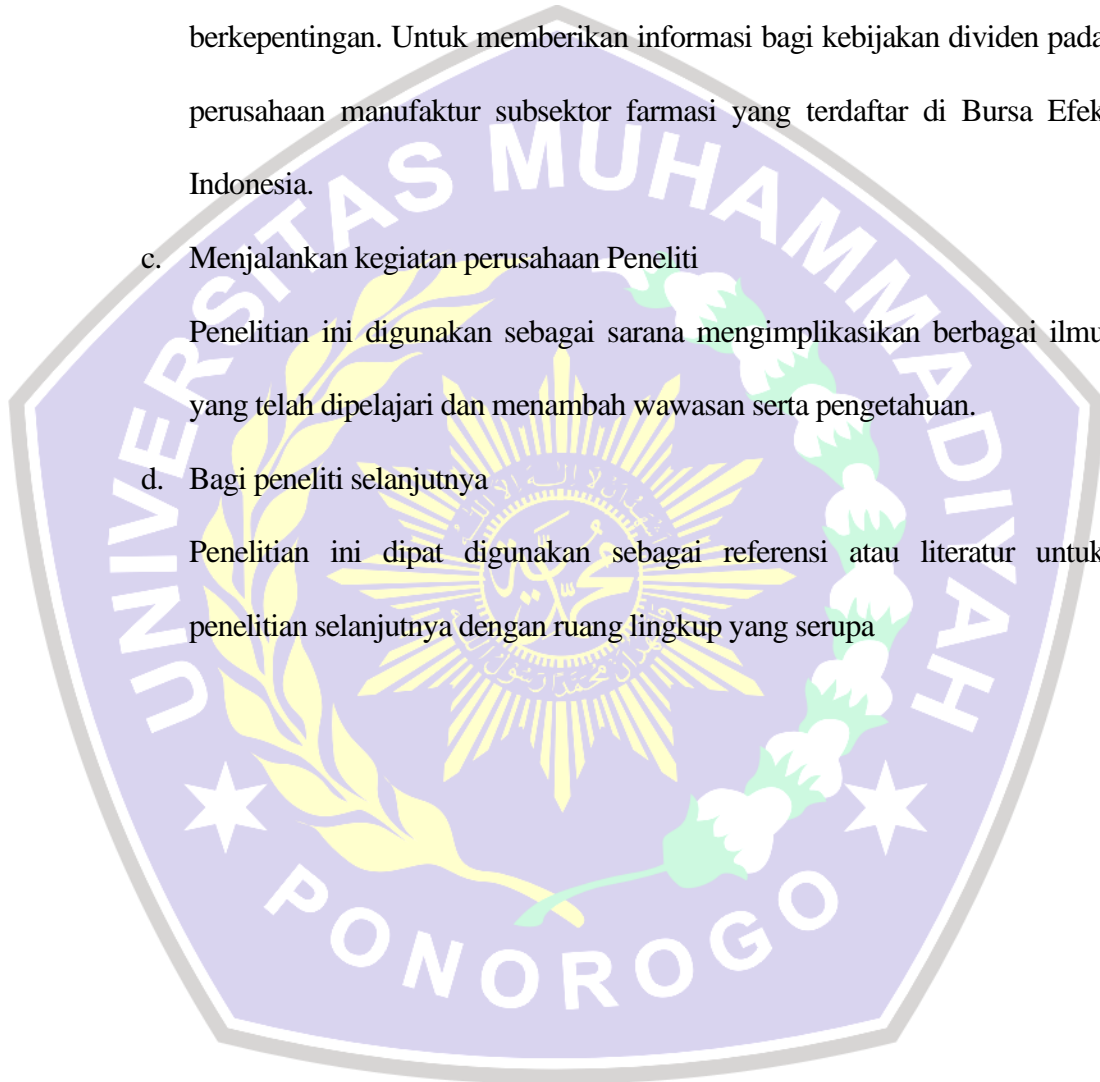 berkepentingan. Untuk memberikan informasi bagi kebijakan dividen pada
perusahaan manufaktur subsektor farmasi yang terdaftar di Bursa Efek
Indonesia.
c. Menjalankan kegiatan perusahaan Peneliti
Penelitian ini digunakan sebagai sarana mengimplikasikan berbagai ilmu
yang telah dipelajari dan menambah wawasan serta pengetahuan.
d. Bagi peneliti selanjutnya
Penelitian ini dipat digunakan sebagai referensi atau literatur untuk
penelitian selanjutnya dengan ruang lingkup yang serupa
UNIVERSITAS MUHAMMADIYAH
PONOROGO
محمد